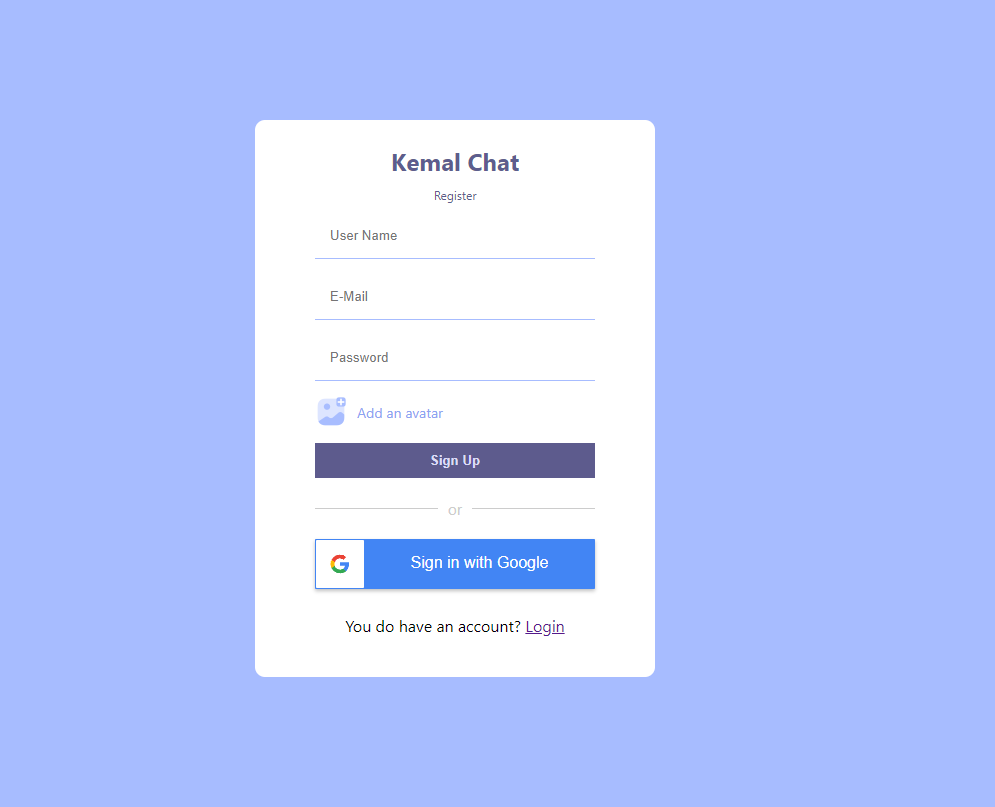 Kemal Chat
Register
User Name
E-Mail
Password
Add an avatar
Sign Up
or
Sign in with Google
You do have an account? Login